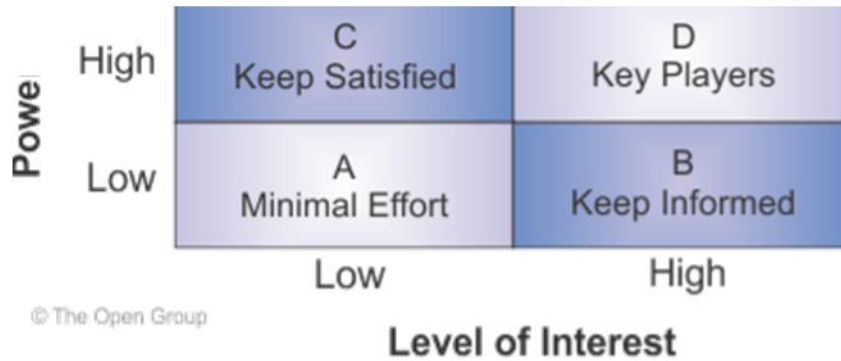 C
Keep Satisfied
D
Key Players
High
Powe
Low
A
Minimal Effort
B
Keep Informed
Low
High
© The Open Group
Level of Interest